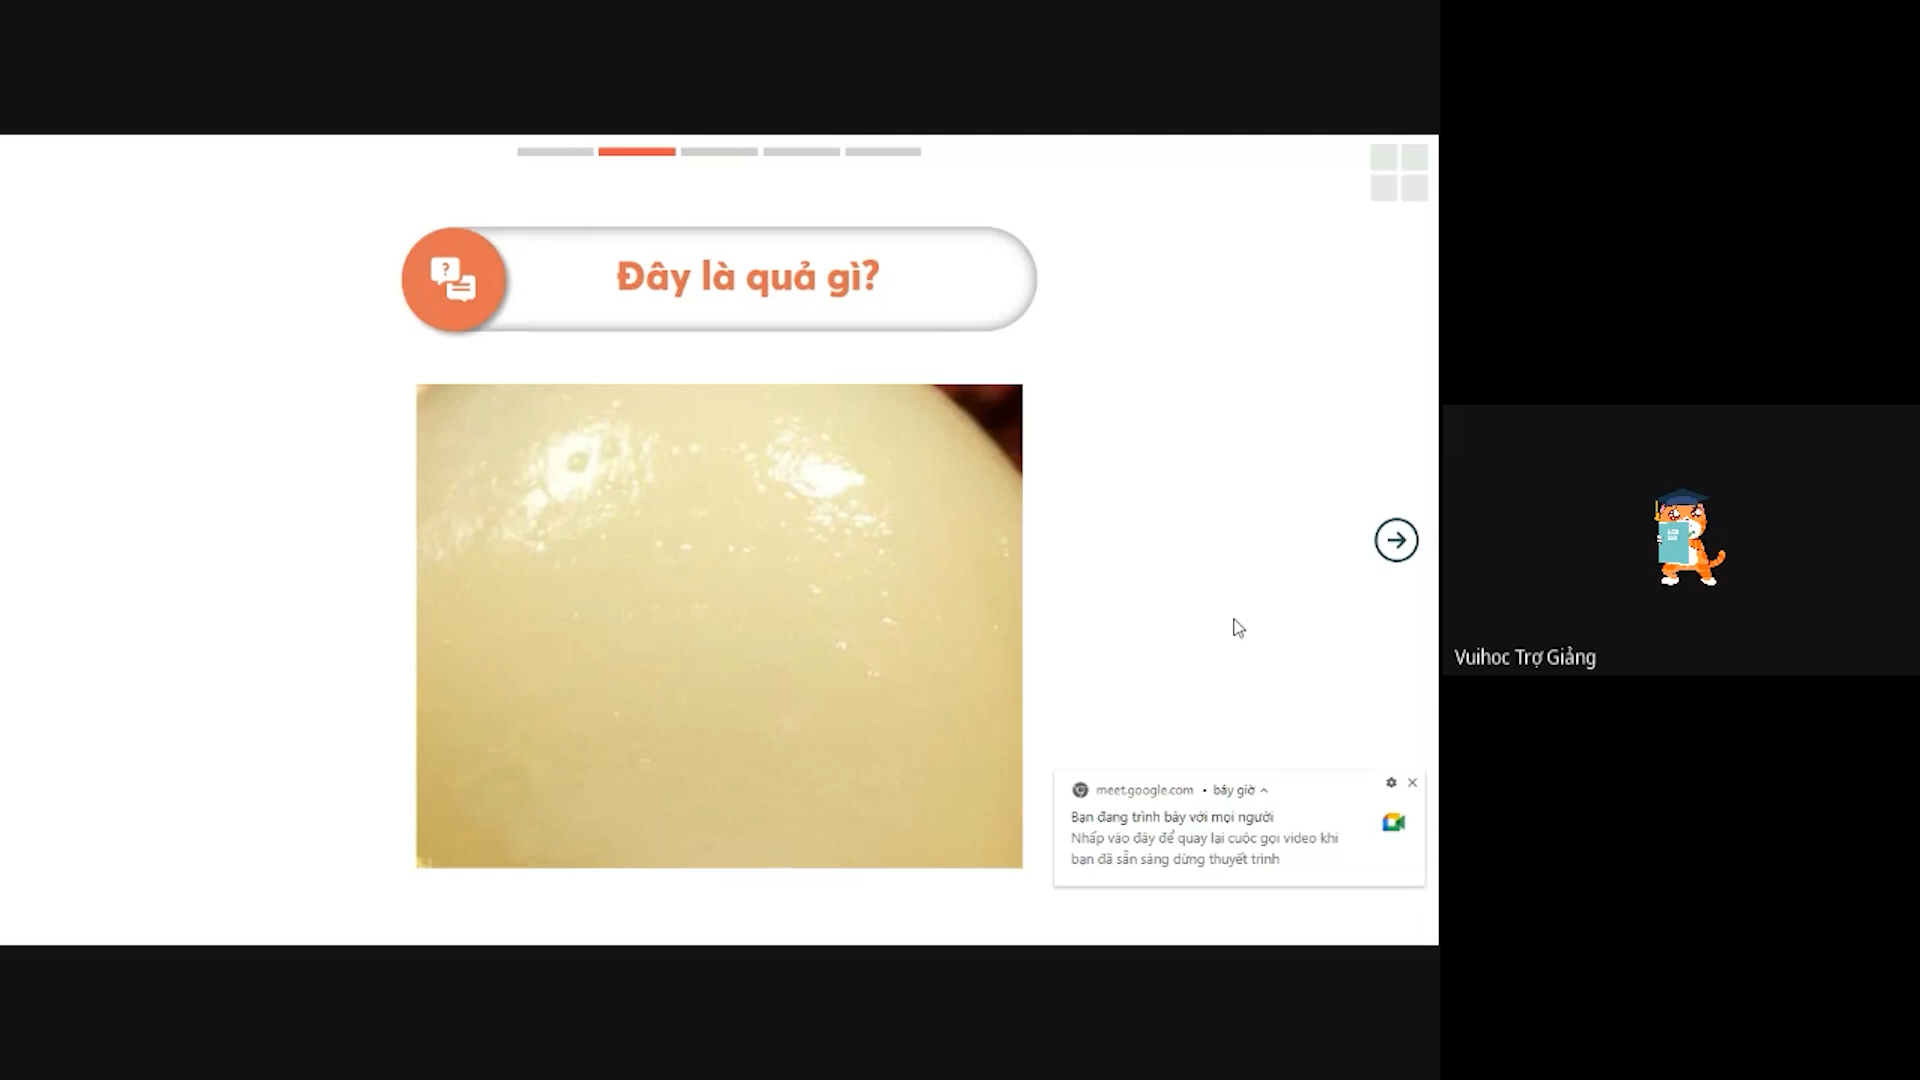 Đây là quả gì?
meet.google.com • bây giờ
Bạn đang trình bày với mọi người
Nhấp vào đây để quay lại cuộc gọi video khi
bạn đã sẵn sàng dừng thuyết trình
Vuihoc Trợ Giảng